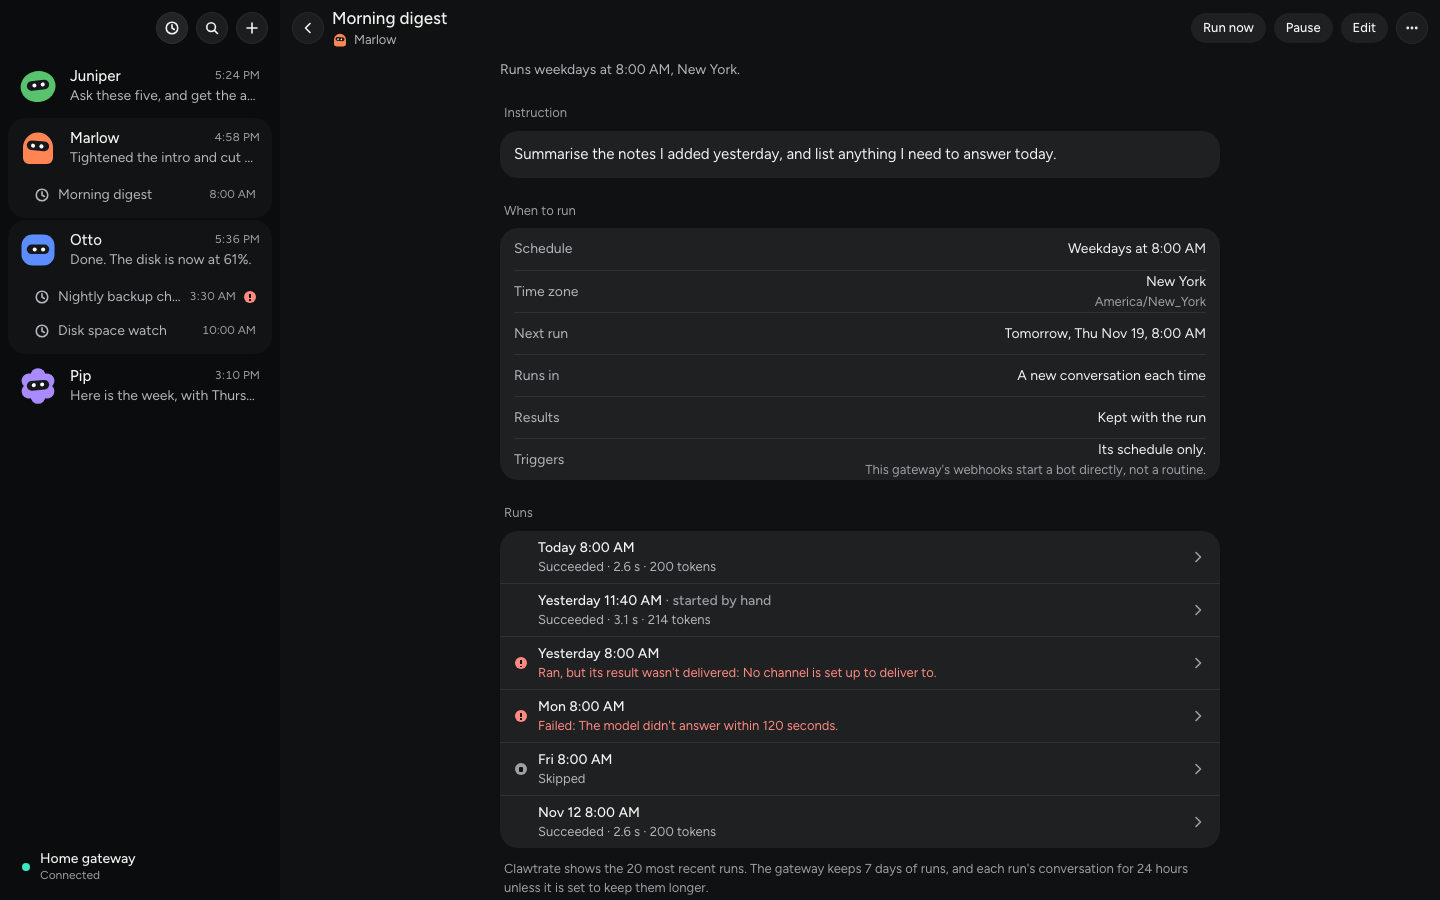 Juniper 5:24 PM
Ask these five, and get the a...
Marlow 4:58 PM
Tightened the intro and cut ...
Morning digest 8:00 AM
Otto 5:36 PM
Done. The disk is now at 61%.
Nightly backup ch... 3:30 AM
Disk space watch 10:00 AM
Pip 3:10 PM
Here is the week, with Thurs...
Home gateway
Connected
Morning digest
Marlow
Run now Pause Edit
Runs weekdays at 8:00 AM, New York.
Instruction
Summarise the notes I added yesterday, and list anything I need to answer today.
When to run
Schedule Weekdays at 8:00 AM
Time zone New York
America/New_York
Next run Tomorrow, Thu Nov 19, 8:00 AM
Runs in A new conversation each time
Results Kept with the run
Triggers Its schedule only.
This gateway's webhooks start a bot directly, not a routine.
Runs
Today 8:00 AM
Succeeded · 2.6 s · 200 tokens
Yesterday 11:40 AM · started by hand
Succeeded · 3.1 s · 214 tokens
Yesterday 8:00 AM
Ran, but its result wasn't delivered: No channel is set up to deliver to.
Mon 8:00 AM
Failed: The model didn't answer within 120 seconds.
Fri 8:00 AM
Skipped
Nov 12 8:00 AM
Succeeded · 2.6 s · 200 tokens
Clawtrate shows the 20 most recent runs. The gateway keeps 7 days of runs, and each run's conversation for 24 hours
unless it is set to keep them longer.